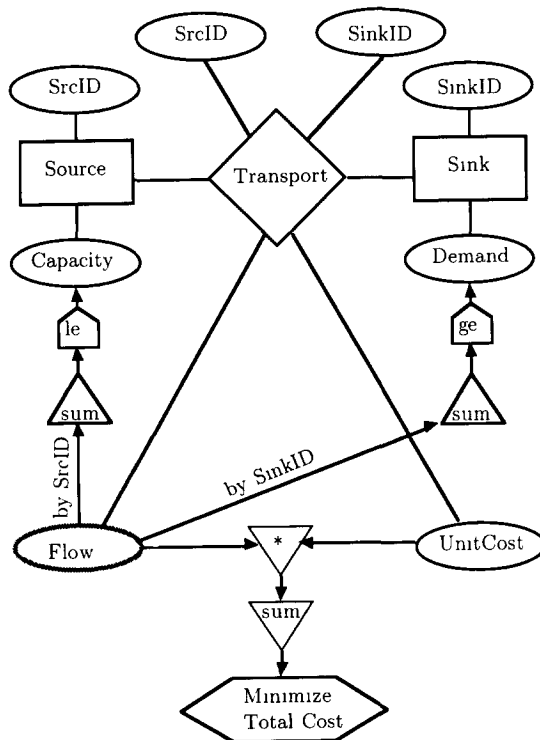 SrcID
SinkID
SrcID
SinkID
Source
Transport
Sink
Capacity
Demand
le
ge
sum
sum
by SrcID
by SinkID
Flow
*
UnitCost
sum
Minimize
Total Cost